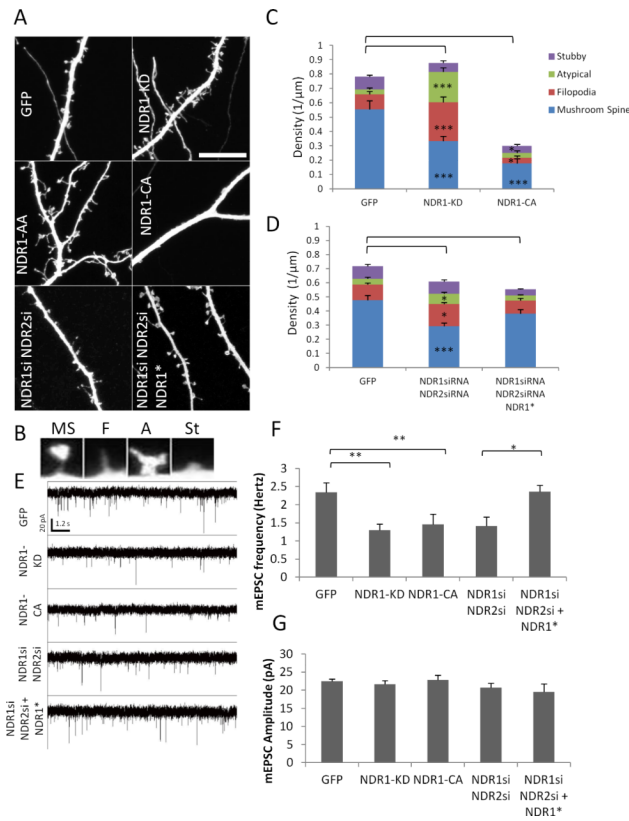 A
GFP
NDR1-KD
NDR1-AA
NDR1-CA
NDR1si NDR2si
NDR1si NDR2si
NDR1*
B
MS F A St
C
1
0.9
0.8
0.7
0.6
0.5
0.4
0.3
0.2
0.1
0
Density (1/µm)
***
***
***
*
*
***
GFP NDR1-KD NDR1-CA
Stubby
Atypical
Filopodia
Mushroom Spine
D
1
0.9
0.8
0.7
0.6
0.5
0.4
0.3
0.2
0.1
0
Density (1/µm)
*
*
***
GFP NDR1siRNA NDR1siRNA
NDR2siRNA NDR2siRNA
NDR1*
E
GFP
20 pA
1.2 s
NDR1-
KD
NDR1-
CA
NDR1si
NDR2si
NDR1si
NDR2si+
NDR1*
F
**
**
*
mEPSC frequency (Hertz)
3
2.5
2
1.5
1
0.5
0
GFP NDR1-KD NDR1-CA NDR1si NDR1si
NDR2si NDR2si +
NDR1*
G
mEPSC Amplitude (pA)
30
25
20
15
10
5
0
GFP NDR1-KD NDR1-CA NDR1si NDR1si
NDR2si NDR2si +
NDR1*